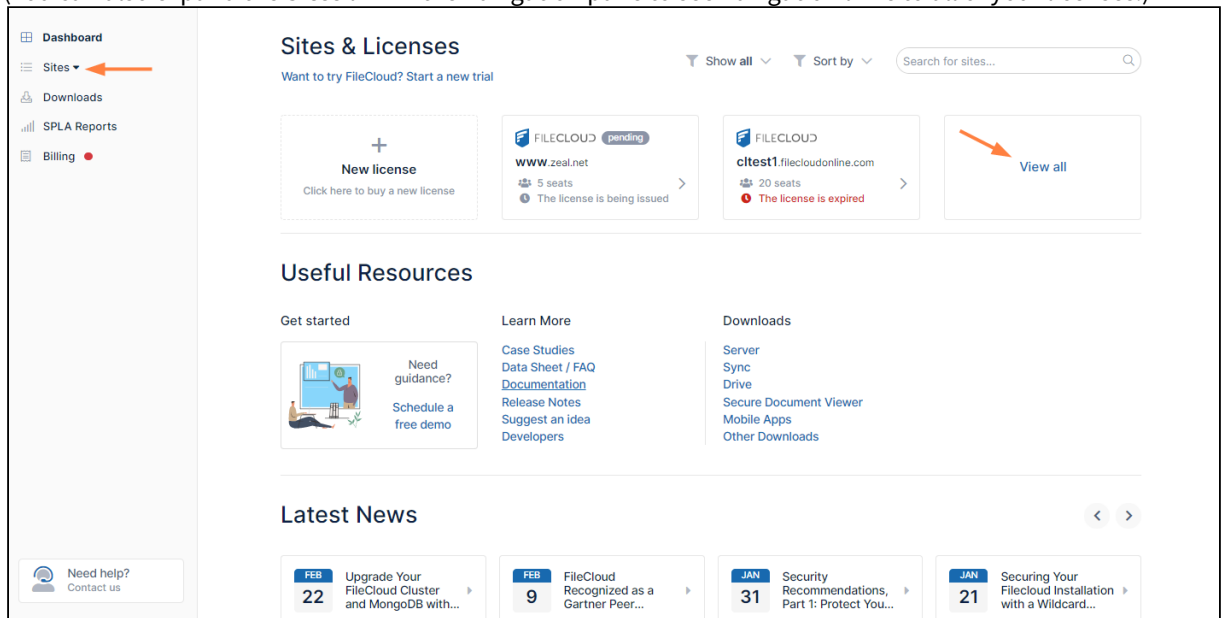 Dashboard
Sites
Downloads
SPLA Reports
Billing
Need help?
Contact us
Sites & Licenses
Want to try FileCloud? Start a new trial
Show all
Sort by
Search for sites...
+
New license
Click here to buy a new license
FILECLOUD pending
www.zeal.net
5 seats
The license is being issued
FILECLOUD
cltest1.filecloudonline.com
20 seats
The license is expired
View all
Useful Resources
Get started
Need
guidance?
Schedule a
free demo
Learn More
Case Studies
Data Sheet / FAQ
Documentation
Release Notes
Suggest an idea
Developers
Downloads
Server
Sync
Drive
Secure Document Viewer
Mobile Apps
Other Downloads
Latest News
FEB
22
Upgrade Your
FileCloud Cluster
and MongoDB with...
FEB
9
FileCloud
Recognized as a
Gartner Peer...
JAN
31
Security
Recommendations,
Part 1: Protect You...
JAN
21
Securing Your
Filecloud Installation
with a Wildcard...